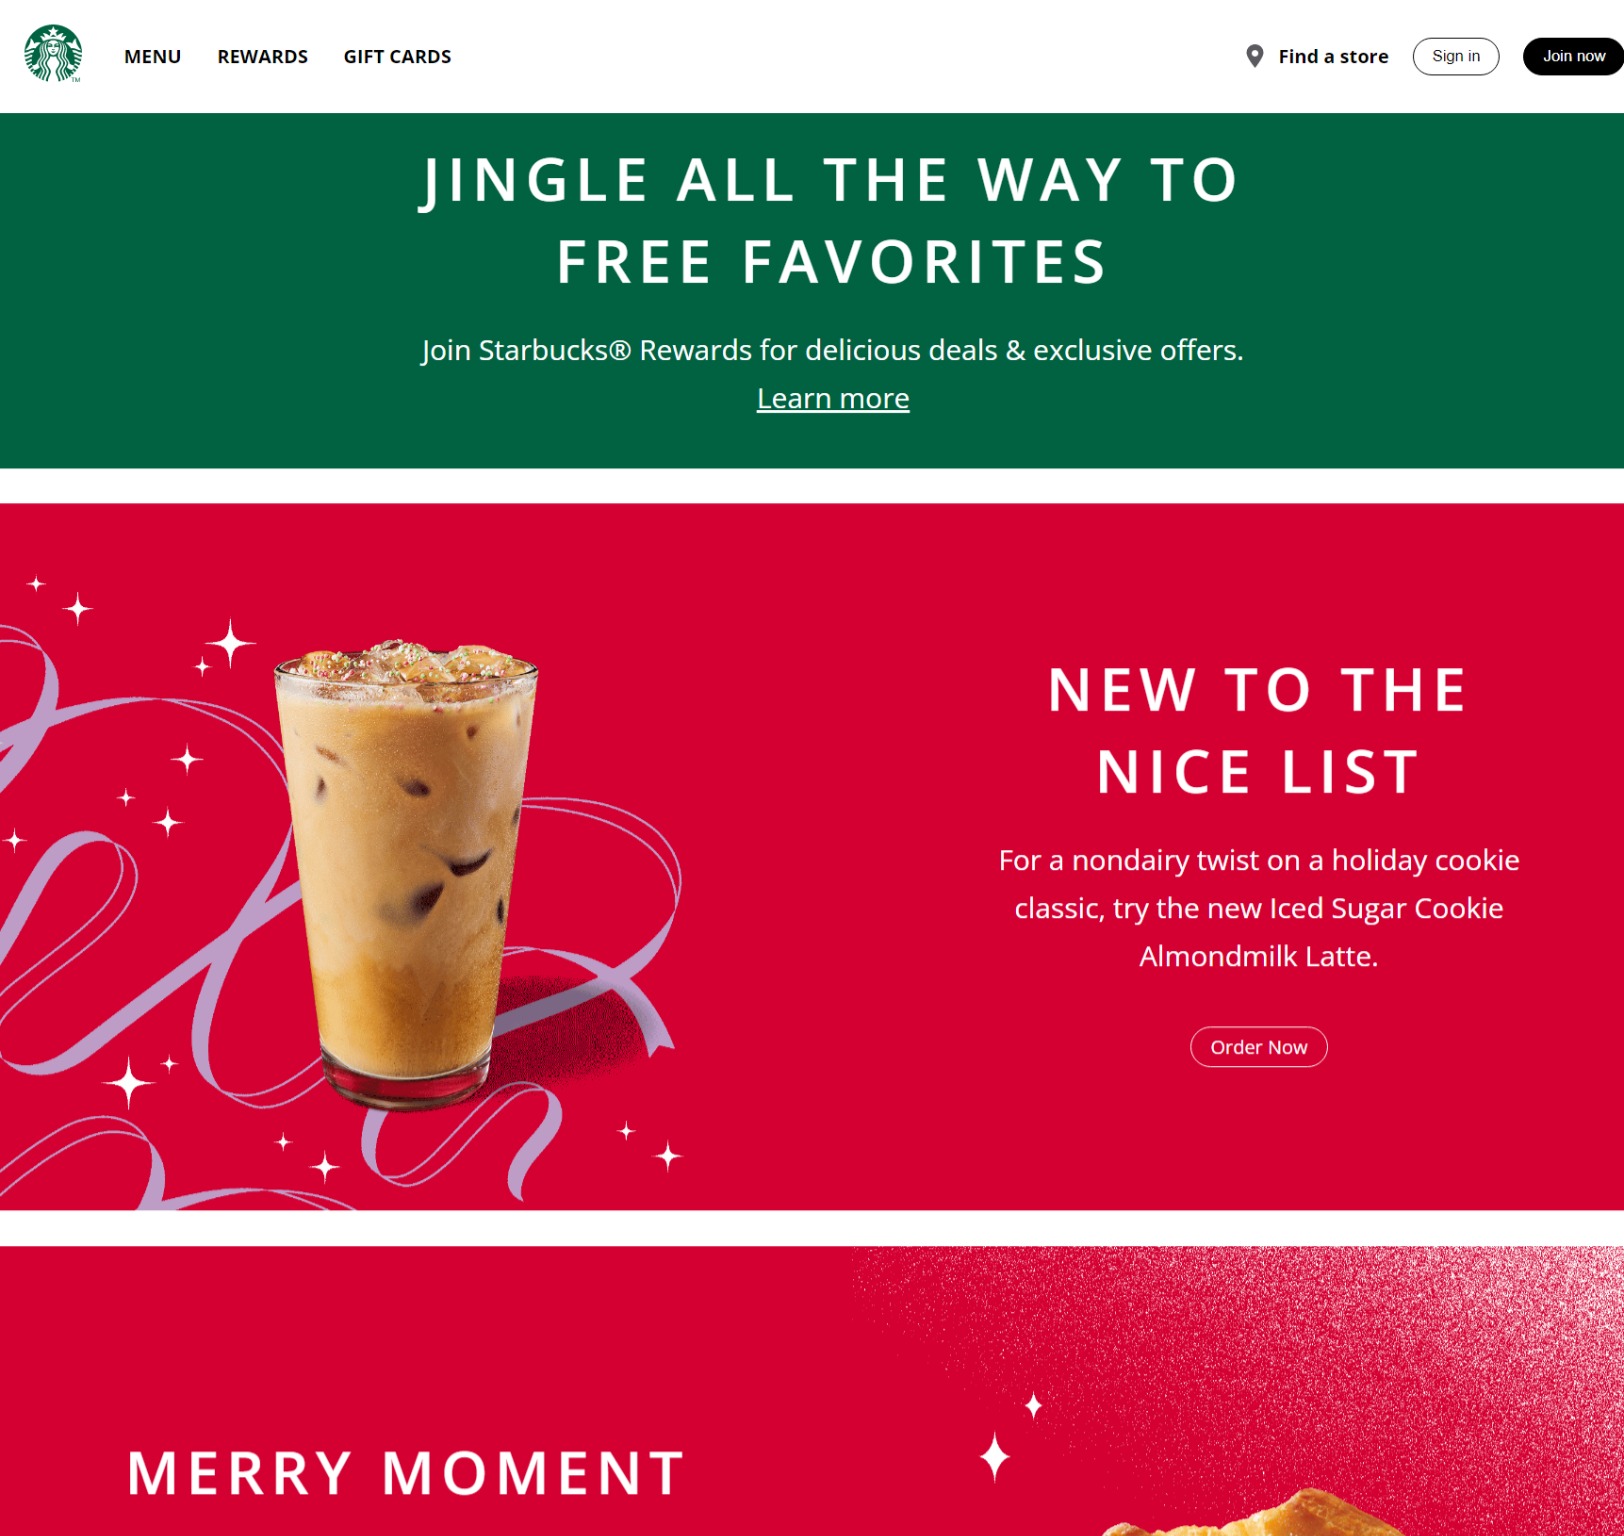 MENU REWARDS GIFT CARDS Find a store Sign in Join now
TM
JINGLE ALL THE WAY TO
FREE FAVORITES
Join Starbucks® Rewards for delicious deals & exclusive offers.
Learn more
NEW TO THE
NICE LIST
For a nondairy twist on a holiday cookie
classic, try the new Iced Sugar Cookie
Almondmilk Latte.
Order Now
MERRY MOMENT